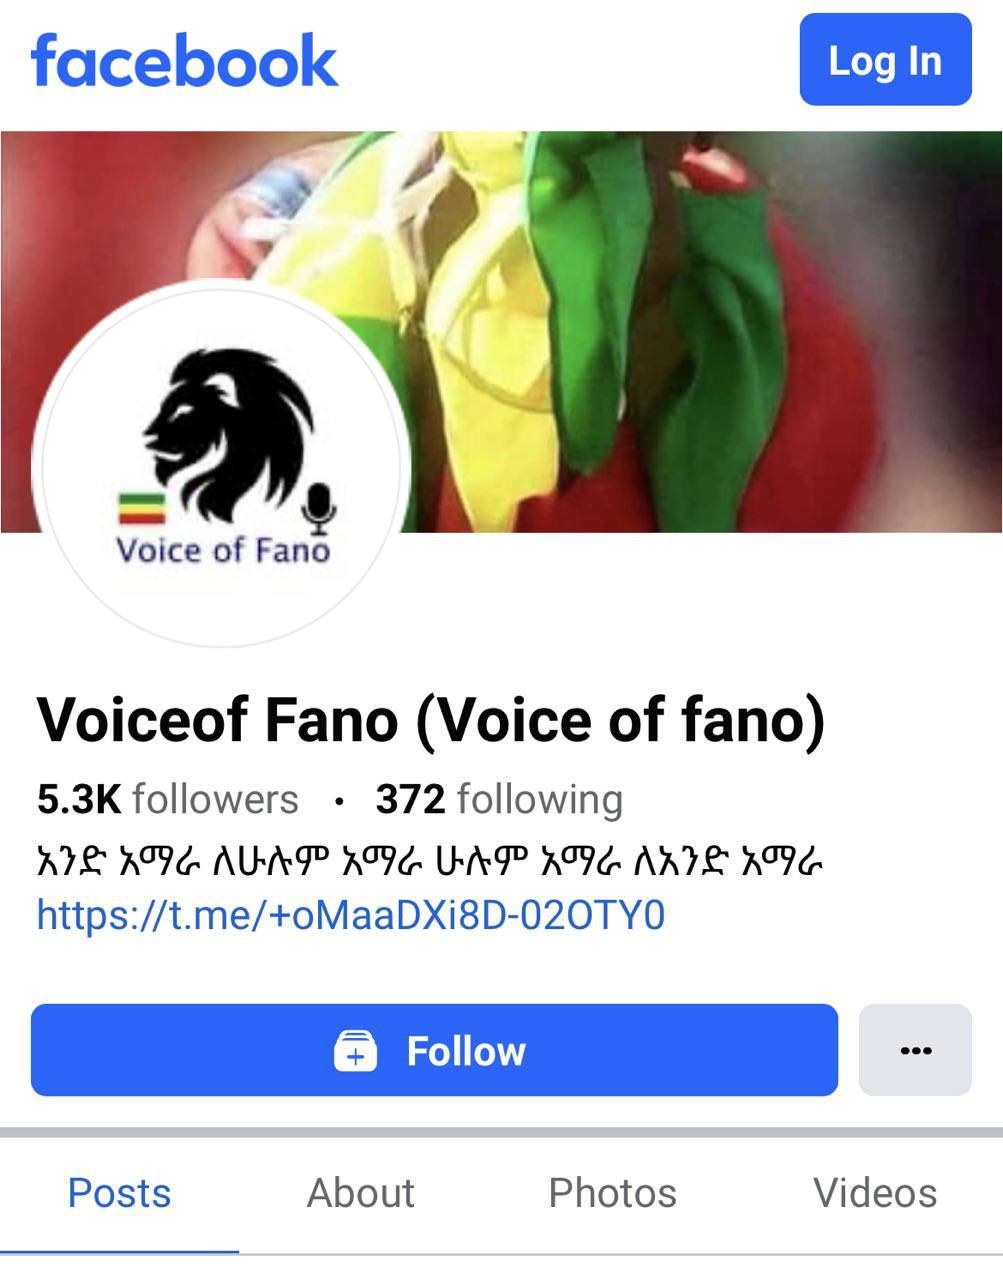 facebook
Log In
Voice of Fano
Voiceof Fano (Voice of fano)
5.3K followers · 372 following
አንድ አማራ ለሁሉም አማራ ሁሉም አማራ ለአንድ አማራ
https://t.me/+oMaaDXi8D-02OTY0
Follow
Posts About Photos Videos